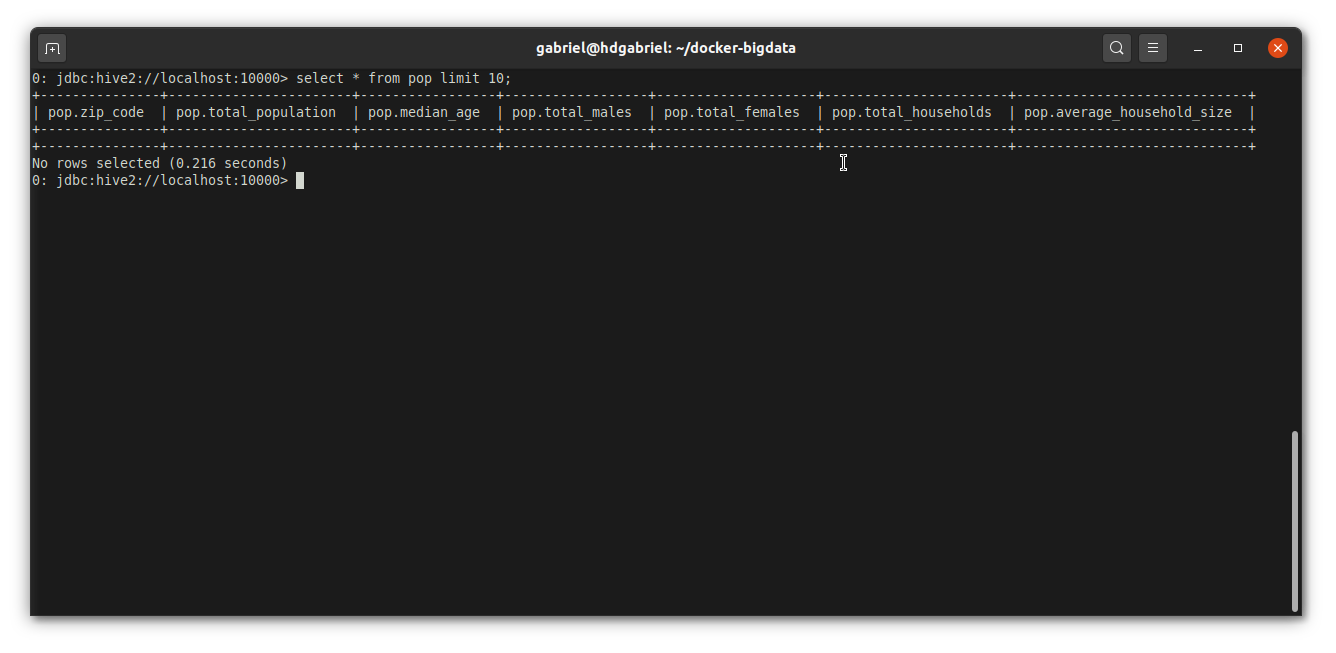 gabriel@hdgabriel: ~/docker-bigdata
0: jdbc:hive2://localhost:10000> select * from pop limit 10;
+---------------+-----------------------+-----------------+------------------+--------------------+-----------------------+-----------------------------+
| pop.zip_code  | pop.total_population  | pop.median_age  | pop.total_males  | pop.total_females  | pop.total_households  | pop.average_household_size  |
+---------------+-----------------------+-----------------+------------------+--------------------+-----------------------+-----------------------------+
+---------------+-----------------------+-----------------+------------------+--------------------+-----------------------+-----------------------------+
No rows selected (0.216 seconds)
0: jdbc:hive2://localhost:10000>